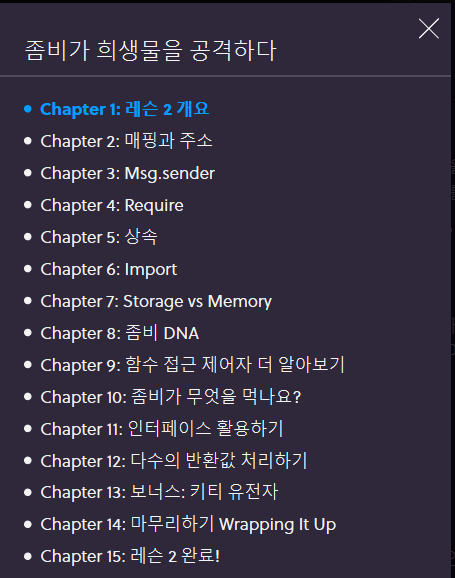 좀비가 희생물을 공격하다
Chapter 1: 레슨 2 개요
Chapter 2: 매핑과 주소
Chapter 3: Msg.sender
Chapter 4: Require
Chapter 5: 상속
Chapter 6: Import
Chapter 7: Storage vs Memory
Chapter 8: 좀비 DNA
Chapter 9: 함수 접근 제어자 더 알아보기
Chapter 10: 좀비가 무엇을 먹나요?
Chapter 11: 인터페이스 활용하기
Chapter 12: 다수의 반환값 처리하기
Chapter 13: 보너스: 키티 유전자
Chapter 14: 마무리하기 Wrapping It Up
Chapter 15: 레슨 2 완료!